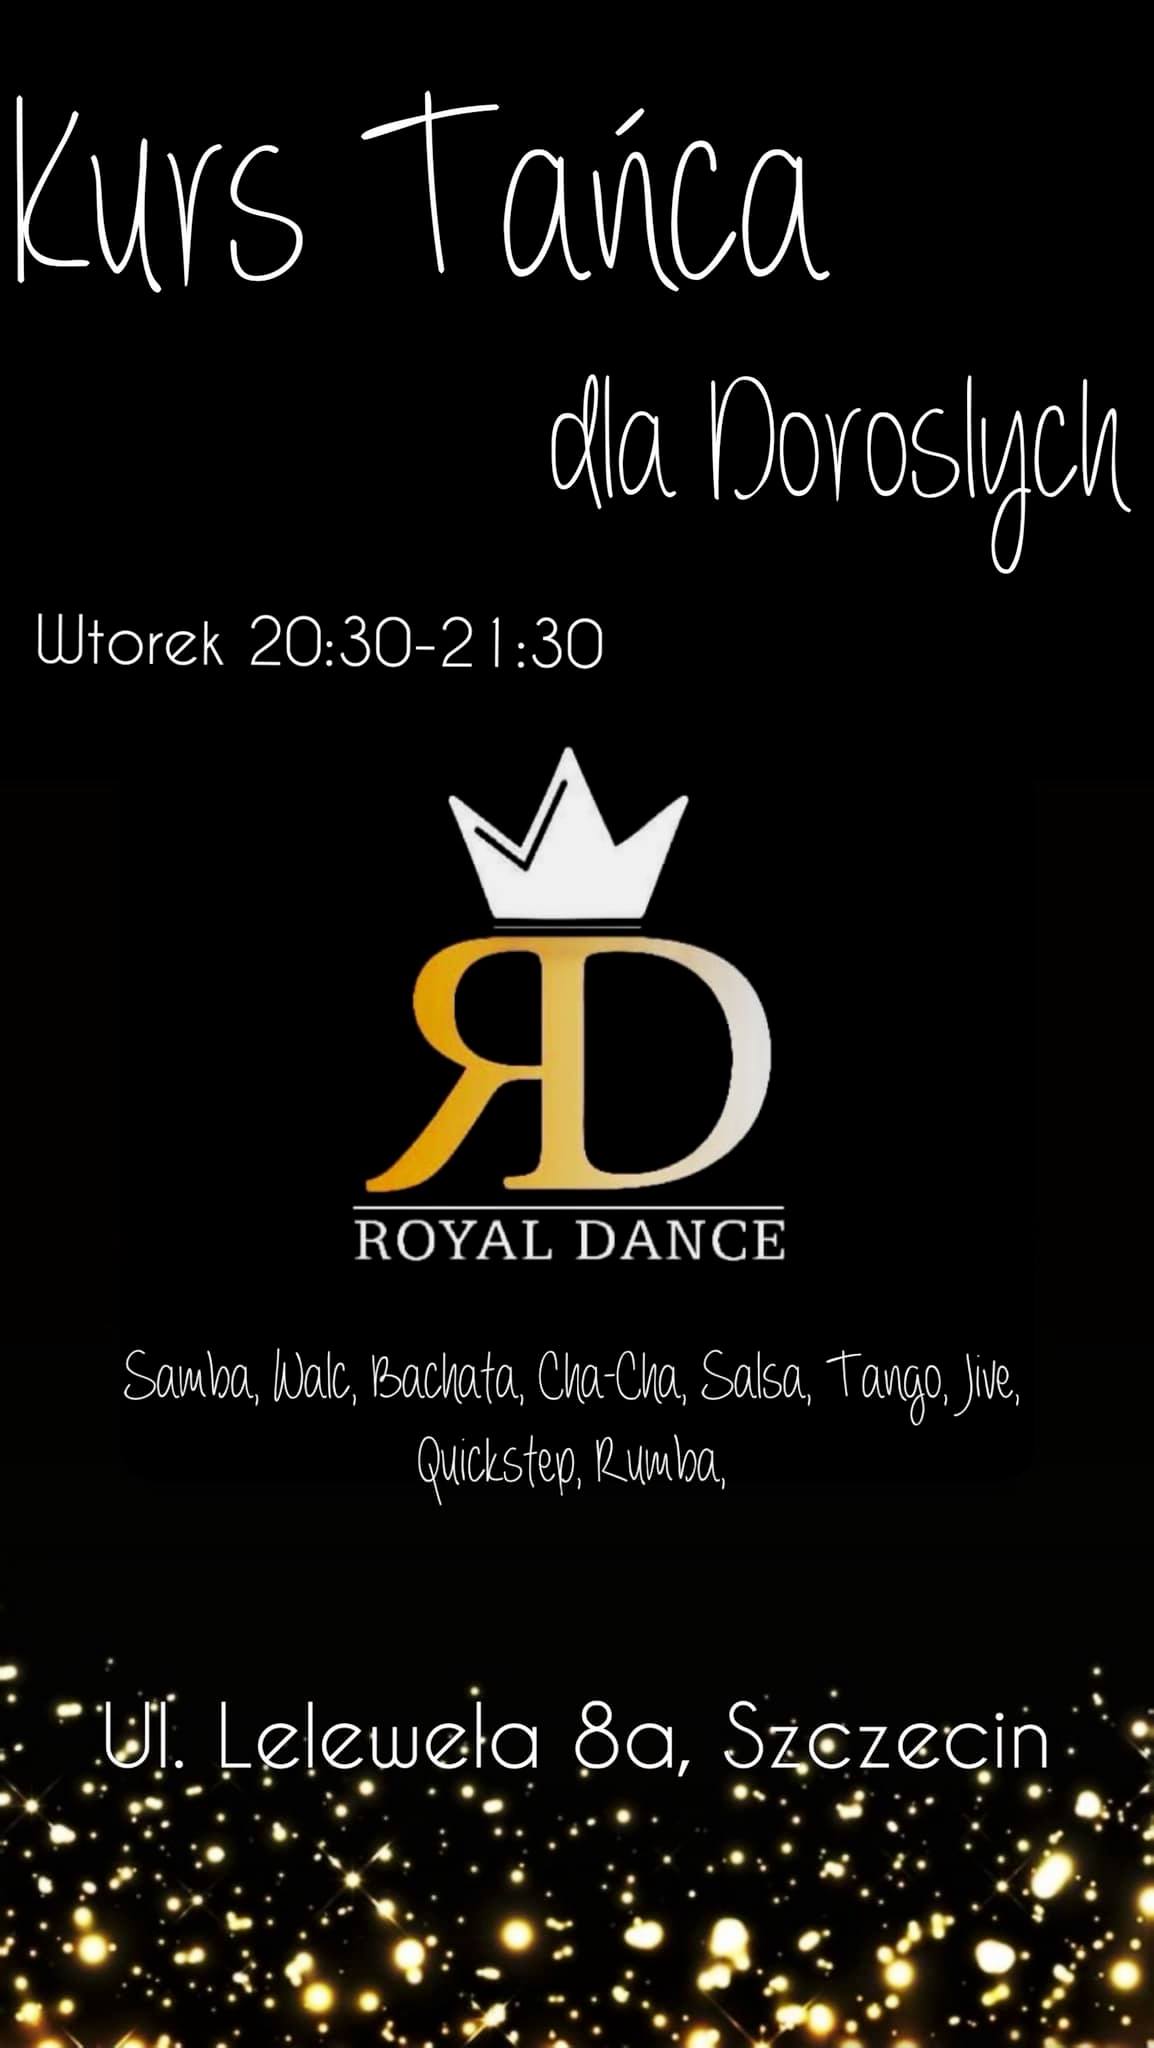 Kurs Tańca
dla Doroslych
Wtorek 20:30-21:30
RD
ROYAL DANCE
Samba, Walc, Bachata, Cha-Cha, Salsa, Tango, Jive,
Quickstep, Rumba,
Ul. Lelewela 8a, Szczecin